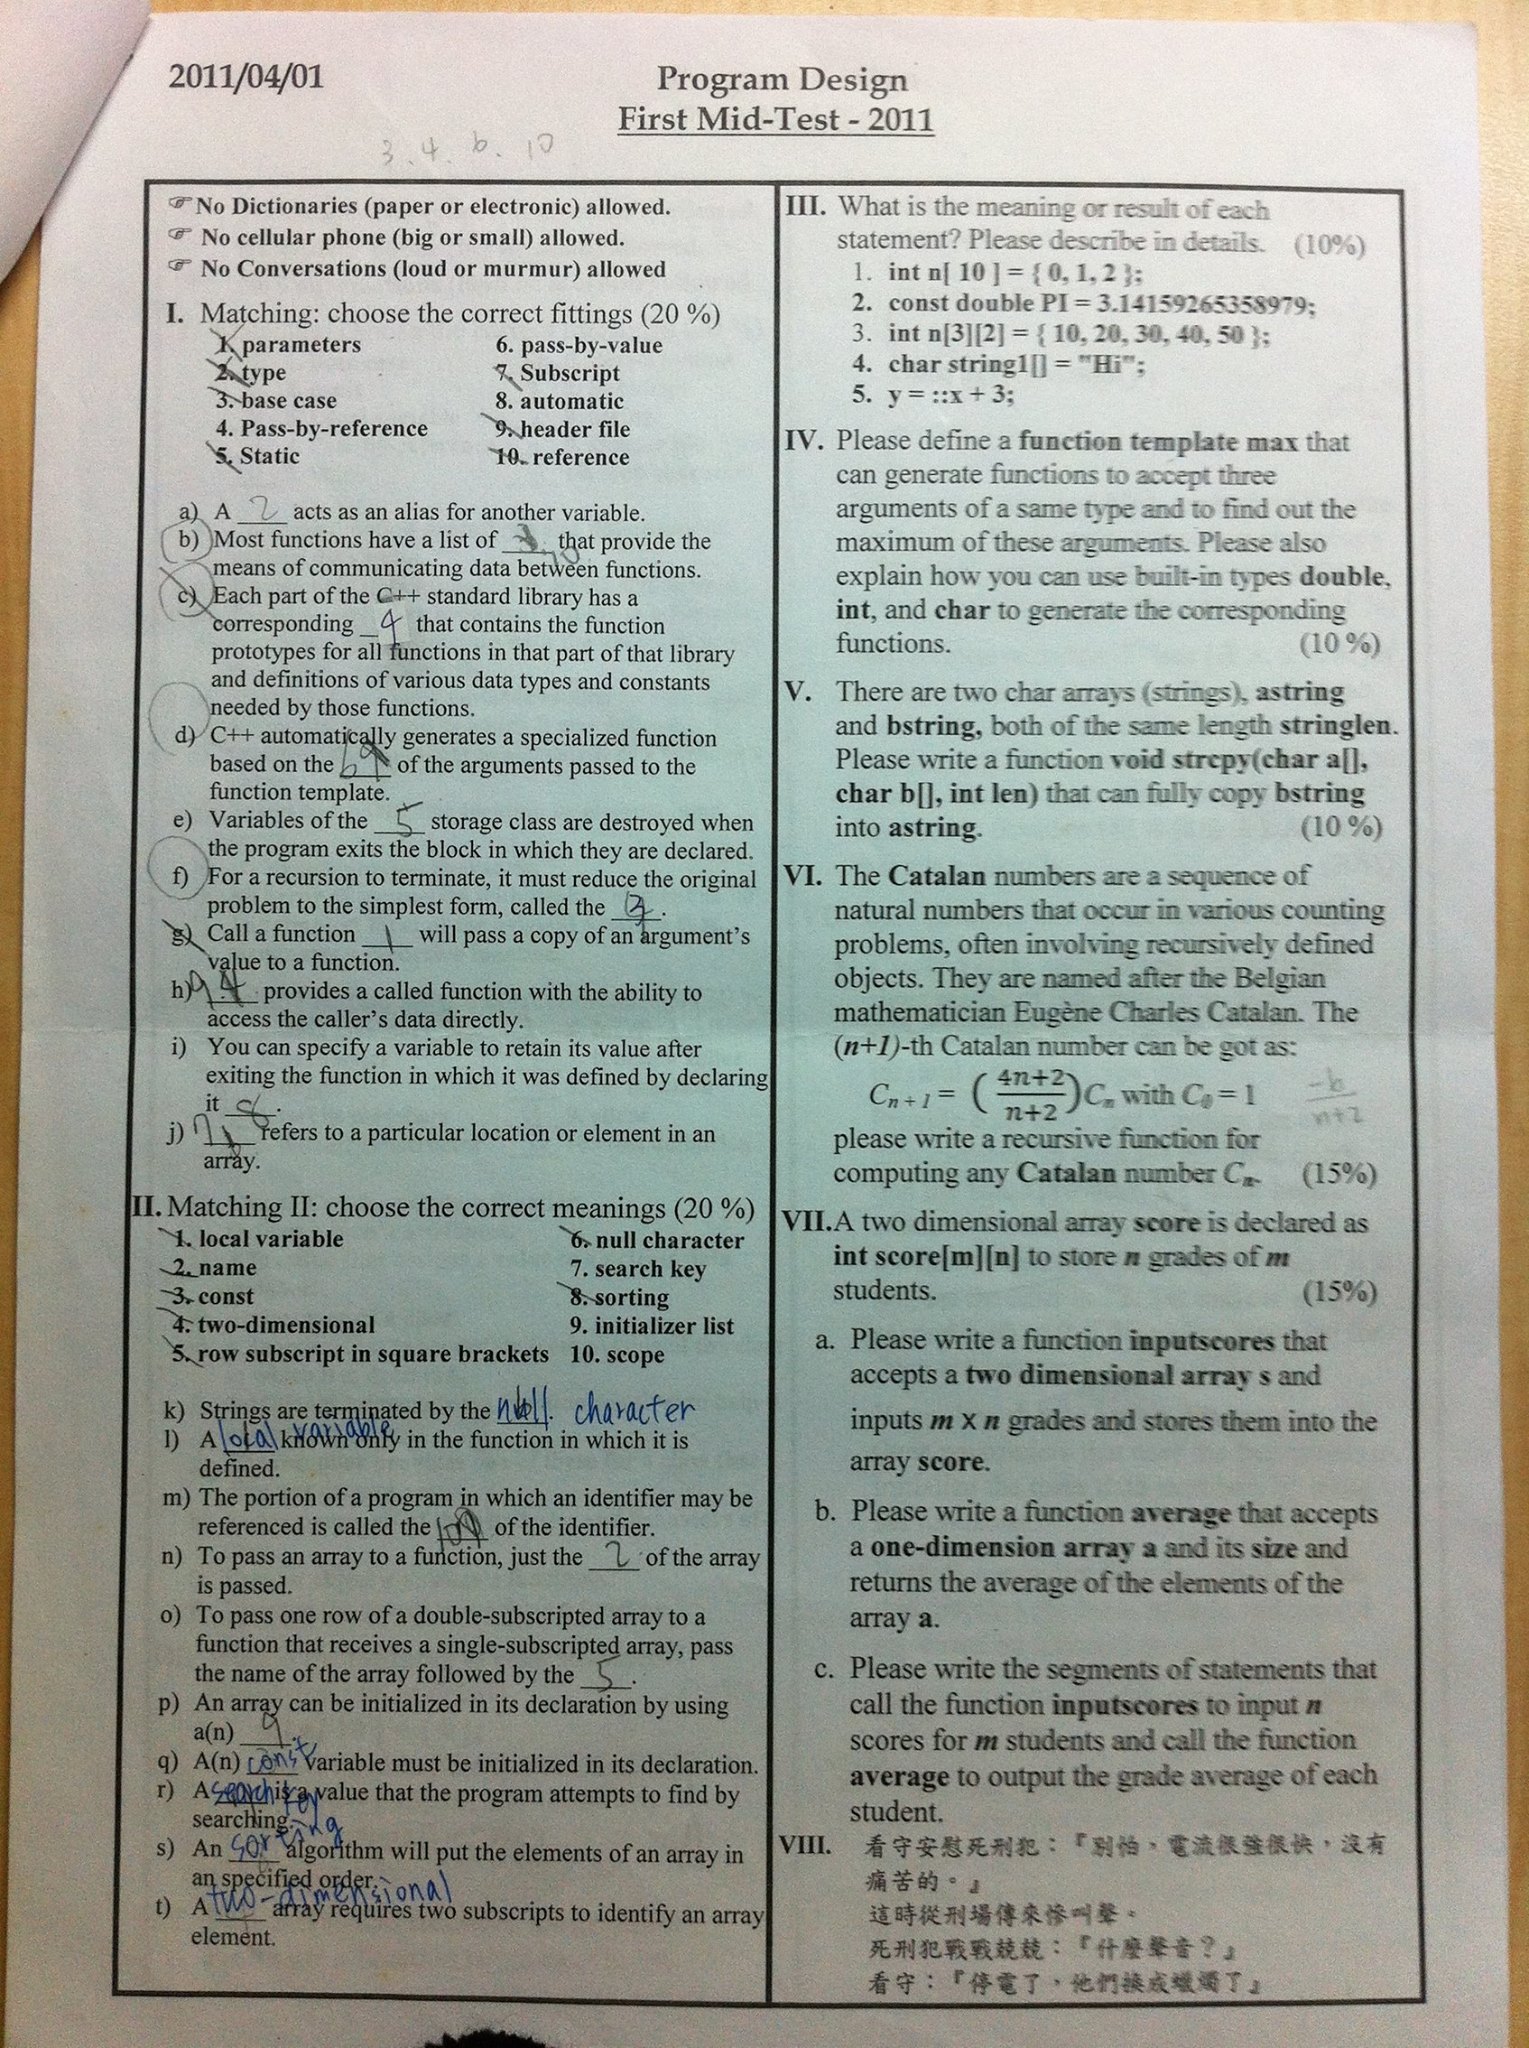 2011/04/01
Program Design
First Mid-Test - 2011
3. 4. 6. 10
☞ No Dictionaries (paper or electronic) allowed.
☞ No cellular phone (big or small) allowed.
☞ No Conversations (loud or murmur) allowed
I. Matching: choose the correct fittings (20 %)
1. parameters 6. pass-by-value
2. type 7. Subscript
3. base case 8. automatic
4. Pass-by-reference 9. header file
5. Static 10. reference
a) A 2 acts as an alias for another variable.
b) Most functions have a list of that provide the
means of communicating data between functions.
c) Each part of the C++ standard library has a
corresponding 4 that contains the function
prototypes for all functions in that part of that library
and definitions of various data types and constants
needed by those functions.
d) C++ automatically generates a specialized function
based on the of the arguments passed to the
function template.
e) Variables of the 5 storage class are destroyed when
the program exits the block in which they are declared.
f) For a recursion to terminate, it must reduce the original
problem to the simplest form, called the .
g) Call a function 1 will pass a copy of an argument's
value to a function.
h) provides a called function with the ability to
access the caller's data directly.
i) You can specify a variable to retain its value after
exiting the function in which it was defined by declaring
it 8.
j) refers to a particular location or element in an
array.
II. Matching II: choose the correct meanings (20 %)
1. local variable 6. null character
2. name 7. search key
3. const 8. sorting
4. two-dimensional 9. initializer list
5. row subscript in square brackets 10. scope
k) Strings are terminated by the null. character
l) A local variable known only in the function in which it is
defined.
m) The portion of a program in which an identifier may be
referenced is called the of the identifier.
n) To pass an array to a function, just the 2 of the array
is passed.
o) To pass one row of a double-subscripted array to a
function that receives a single-subscripted array, pass
the name of the array followed by the 5.
p) An array can be initialized in its declaration by using
a(n) 9.
q) A(n) const variable must be initialized in its declaration.
r) A search key is a value that the program attempts to find by
searching.
s) An sorting algorithm will put the elements of an array in
an specified order.
t) A two-dimensional array requires two subscripts to identify an array
element.
III. What is the meaning or result of each
statement? Please describe in details. (10%)
1. int n[ 10 ] = { 0, 1, 2 };
2. const double PI = 3.14159265358979;
3. int n[3][2] = { 10, 20, 30, 40, 50 };
4. char string1[] = "Hi";
5. y = ::x + 3;
IV. Please define a function template max that
can generate functions to accept three
arguments of a same type and to find out the
maximum of these arguments. Please also
explain how you can use built-in types double,
int, and char to generate the corresponding
functions. (10 %)
V. There are two char arrays (strings), astring
and bstring, both of the same length stringlen.
Please write a function void strcpy(char a[],
char b[], int len) that can fully copy bstring
into astring. (10 %)
VI. The Catalan numbers are a sequence of
natural numbers that occur in various counting
problems, often involving recursively defined
objects. They are named after the Belgian
mathematician Eugène Charles Catalan. The
(n+1)-th Catalan number can be got as:
C_{n+1} = ((4n+2)/(n+2)) C_n with C_0 = 1 -6/(n+2)
please write a recursive function for
computing any Catalan number C_n. (15%)
VII. A two dimensional array score is declared as
int score[m][n] to store n grades of m
students. (15%)
a. Please write a function inputscores that
accepts a two dimensional array s and
inputs m X n grades and stores them into the
array score.
b. Please write a function average that accepts
a one-dimension array a and its size and
returns the average of the elements of the
array a.
c. Please write the segments of statements that
call the function inputscores to input n
scores for m students and call the function
average to output the grade average of each
student.
VIII. 看守安慰死刑犯：『別怕，電流很強很快，沒有
痛苦的。』
這時從刑場傳來慘叫聲。
死刑犯戰戰兢兢：『什麼聲音？』
看守：『停電了，他們換成蠟燭了』